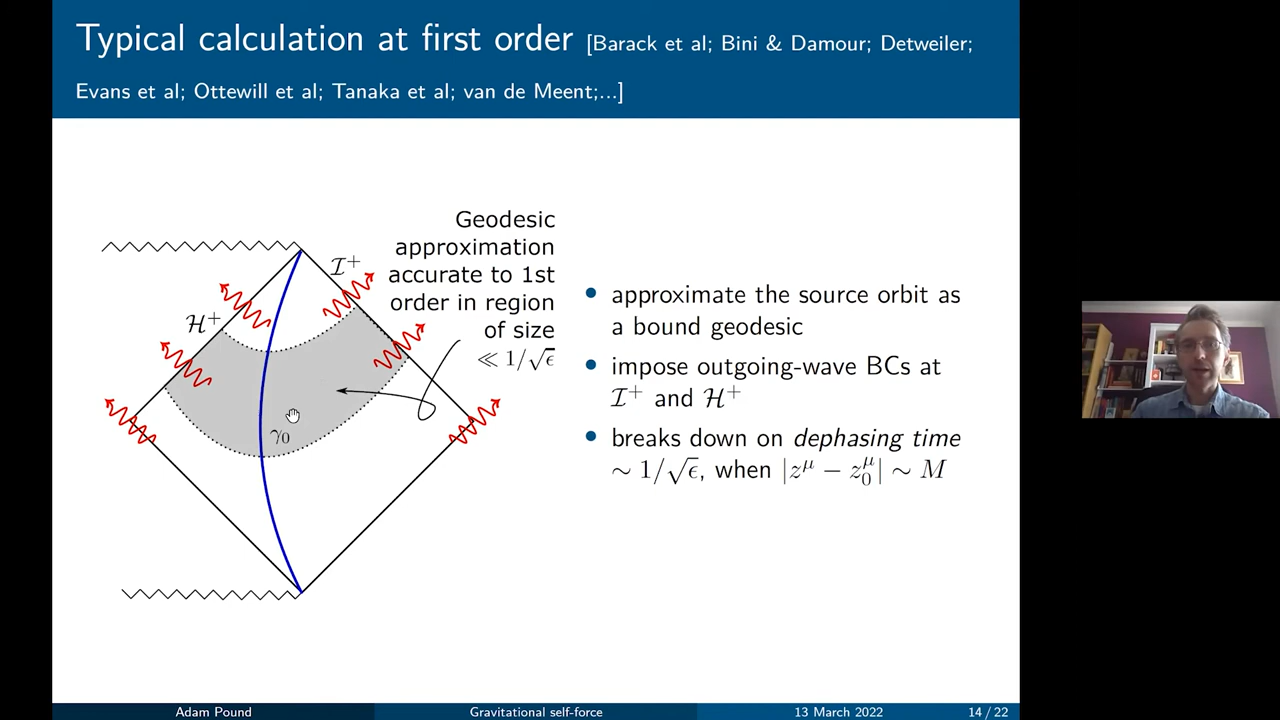 Typical calculation at first order [Barack et al; Bini & Damour; Detweiler;
Evans et al; Ottewill et al; Tanaka et al; van de Meent;...]
Geodesic
approximation
accurate to 1st
order in region
of size
≪ 1/√ϵ
ℐ⁺
ℋ⁺
γ₀
• approximate the source orbit as
a bound geodesic
• impose outgoing-wave BCs at
ℐ⁺ and ℋ⁺
• breaks down on dephasing time
∼ 1/√ϵ, when |z^μ − z_0^μ| ∼ M
Adam Pound
Gravitational self-force
13 March 2022
14 / 22